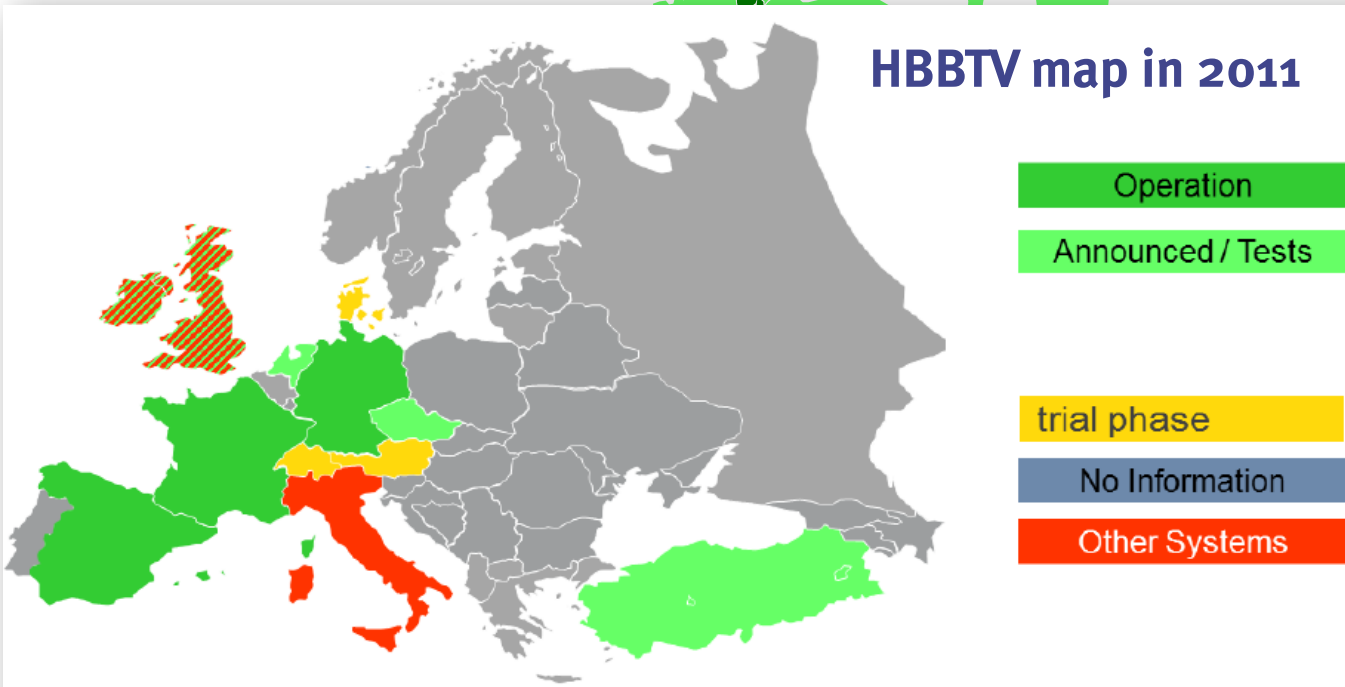 HBBTV map in 2011
Operation
Announced / Tests
trial phase
No Information
Other Systems